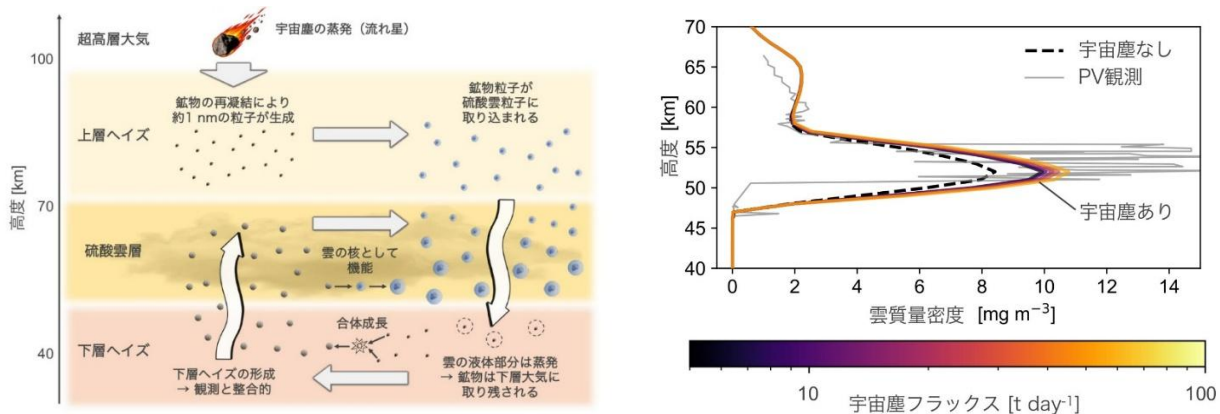 超高層大気
宇宙塵の蒸発(流れ星)
100
鉱物の再凝結により
約1 nmの粒子が生成
鉱物粒子が
硫酸雲粒子に
取り込まれる
上層ヘイズ
高度 [km]
70
硫酸雲層
雲の核として
機能
合体成長
下層ヘイズ
40
下層ヘイズの形成
→ 観測と整合的
雲の液体部分は蒸発
→ 鉱物は下層大気に
取り残される
70
65
60
55
50
45
40
高度 [km]
宇宙塵なし
PV観測
宇宙塵あり
0 2 4 6 8 10 12 14
雲質量密度 [mg m⁻³]
10 100
宇宙塵フラックス [t day⁻¹]